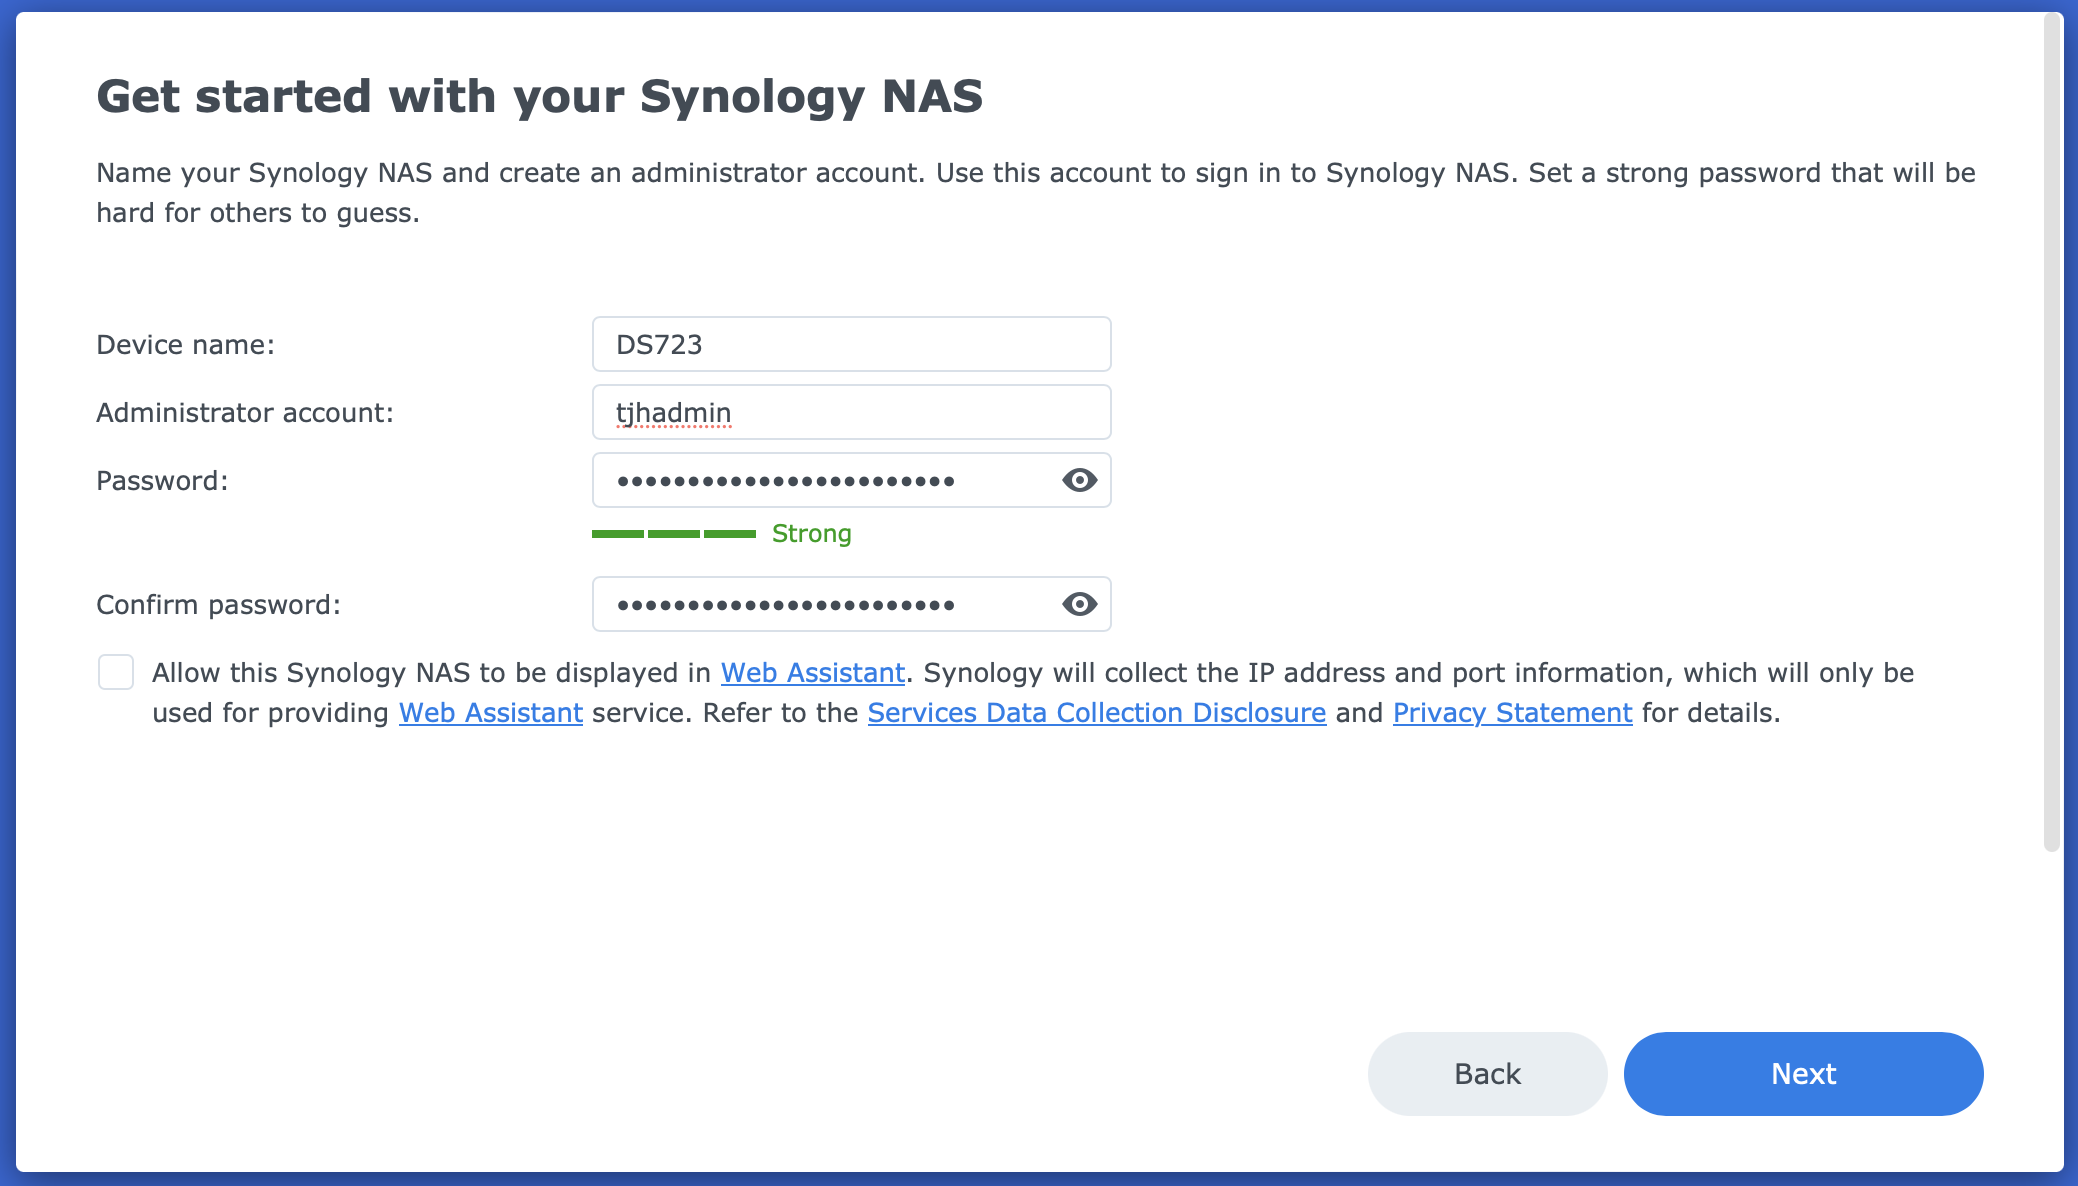 Get started with your Synology NAS
Name your Synology NAS and create an administrator account. Use this account to sign in to Synology NAS. Set a strong password that will be
hard for others to guess.
Device name:
DS723
Administrator account:
tjhadmin
Password:
••••••••••••••••••••••••
Strong
Confirm password:
••••••••••••••••••••••••
Allow this Synology NAS to be displayed in Web Assistant. Synology will collect the IP address and port information, which will only be
used for providing Web Assistant service. Refer to the Services Data Collection Disclosure and Privacy Statement for details.
Back
Next